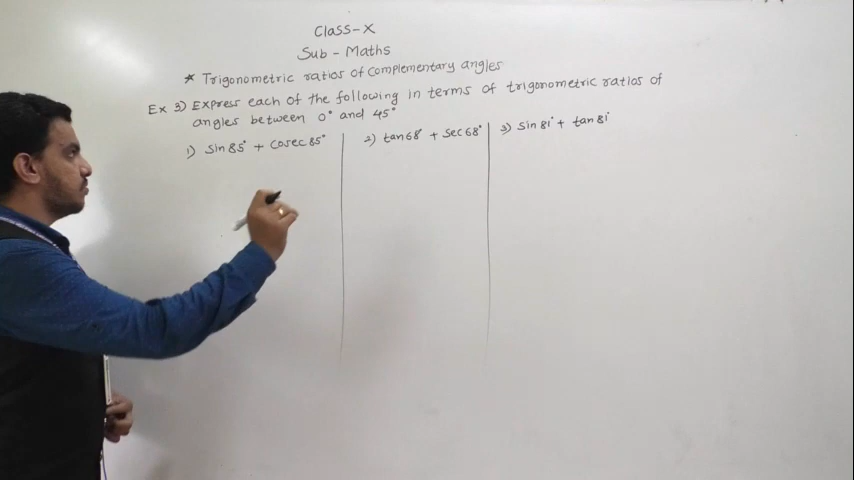 Class-X
Sub - Maths
* Trigonometric ratios of complementary angles
Ex 3) Express each of the following in terms of trigonometric ratios of
angles between 0° and 45°
1) sin 85° + cosec 85°
2) tan 68° + sec 68°
3) sin 81° + tan 81°